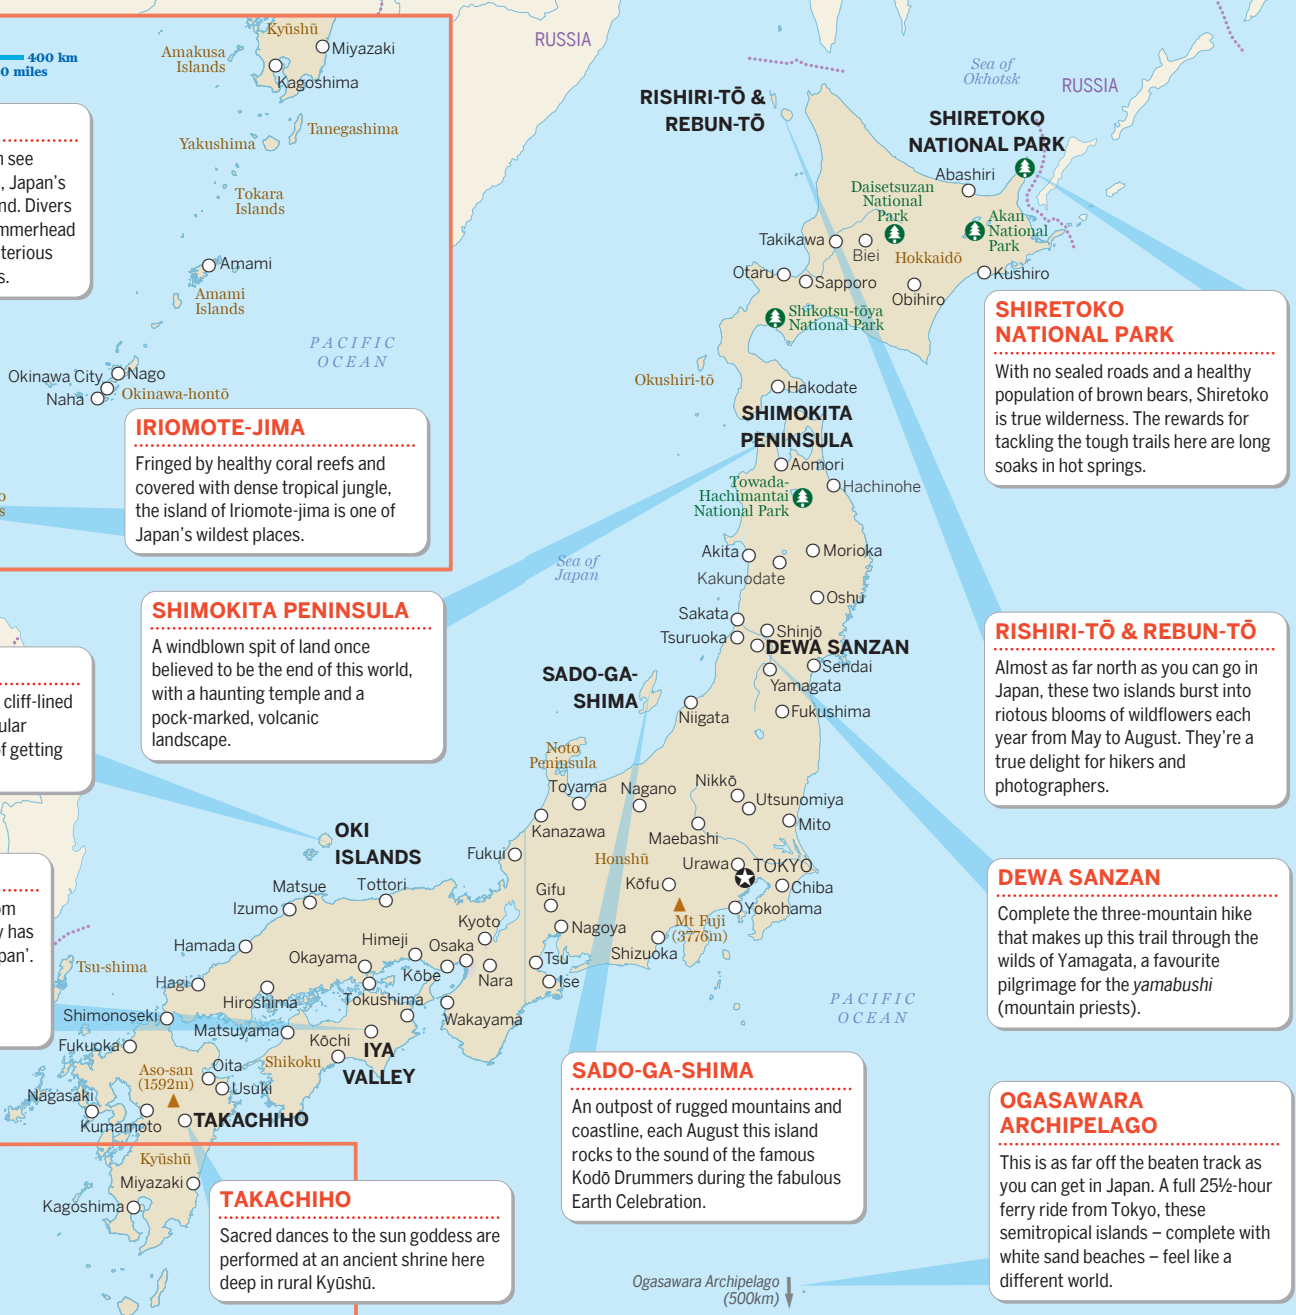 400 km
0 miles
Kyūshū
Miyazaki
Amakusa
Islands
Kagoshima
Tanegashima
Yakushima
Tokara
Islands
Amami
Amami
Islands
PACIFIC
OCEAN
Okinawa City
Nago
Naha
Okinawa-hontō
n see
, Japan's
nd. Divers
mmerhead
terious
s.
IRIOMOTE-JIMA
Fringed by healthy coral reefs and
covered with dense tropical jungle,
the island of Iriomote-jima is one of
Japan's wildest places.
o
s
RUSSIA
Sea of
Okhotsk
RUSSIA
RISHIRI-TŌ &
REBUN-TŌ
SHIRETOKO
NATIONAL PARK
Abashiri
Daisetsuzan
National
Park
Akan
National
Park
Takikawa
Biei
Hokkaidō
Otaru
Sapporo
Kushiro
Obihiro
Shikotsu-tōya
National Park
Okushiri-tō
Hakodate
SHIRETOKO
NATIONAL PARK
With no sealed roads and a healthy
population of brown bears, Shiretoko
is true wilderness. The rewards for
tackling the tough trails here are long
soaks in hot springs.
SHIMOKITA
PENINSULA
Aomori
Towada-
Hachimantai
National Park
Hachinohe
Akita
Morioka
Kakunodate
Sea of
Japan
Oshu
Sakata
Shinjō
Tsuruoka
DEWA SANZAN
Sendai
Yamagata
SHIMOKITA PENINSULA
A windblown spit of land once
believed to be the end of this world,
with a haunting temple and a
pock-marked, volcanic
landscape.
RISHIRI-TŌ & REBUN-TŌ
Almost as far north as you can go in
Japan, these two islands burst into
riotous blooms of wildflowers each
year from May to August. They're a
true delight for hikers and
photographers.
SADO-GA-
SHIMA
Niigata
Fukushima
cliff-lined
ular
of getting
Noto
Peninsula
Toyama
Nagano
Nikkō
Utsunomiya
Kanazawa
Maebashi
Mito
OKI
ISLANDS
Fukui
Honshū
Urawa
TOKYO
Matsue
Tottori
Gifu
Kōfu
Chiba
Izumo
Mt Fuji
(3776m)
Yokohama
Kyoto
Nagoya
Hamada
Himeji
Osaka
Shizuoka
Okayama
Tsu
Kōbe
Nara
Ise
Tsu-shima
Hagi
Hiroshima
Tokushima
Shimonoseki
Matsuyama
Wakayama
Fukuoka
Kōchi
IYA
VALLEY
Aso-san
(1592m)
Oita
Shikoku
Usuki
Nagasaki
Kumamoto
TAKACHIHO
Kyūshū
Miyazaki
Kagoshima
om
y has
pan'.
DEWA SANZAN
Complete the three-mountain hike
that makes up this trail through the
wilds of Yamagata, a favourite
pilgrimage for the yamabushi
(mountain priests).
PACIFIC
OCEAN
SADO-GA-SHIMA
An outpost of rugged mountains and
coastline, each August this island
rocks to the sound of the famous
Kodō Drummers during the fabulous
Earth Celebration.
OGASAWARA
ARCHIPELAGO
This is as far off the beaten track as
you can get in Japan. A full 25½-hour
ferry ride from Tokyo, these
semitropical islands – complete with
white sand beaches – feel like a
different world.
TAKACHIHO
Sacred dances to the sun goddess are
performed at an ancient shrine here
deep in rural Kyūshū.
Ogasawara Archipelago
(500km)